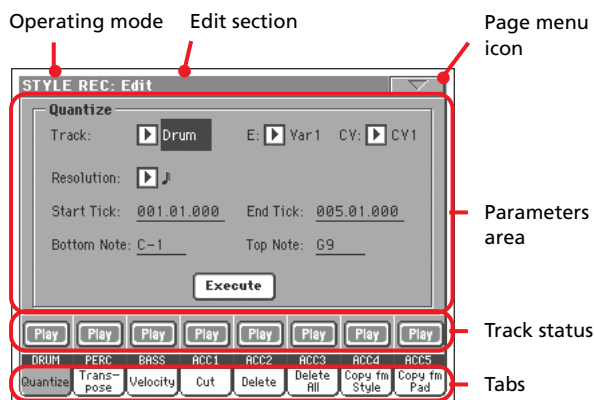 Operating mode Edit section Page menu icon
STYLE REC: Edit
Quantize
Track: Drum E: Var1 CV: CV1
Resolution:
Start Tick: 001.01.000 End Tick: 005.01.000
Bottom Note: C-1 Top Note: G9
Execute
Parameters area
Play Play Play Play Play Play Play Play
Track status
DRUM PERC BASS ACC1 ACC2 ACC3 ACC4 ACC5
Quantize Trans-pose Velocity Cut Delete Delete All Copy fm Style Copy fm Pad
Tabs